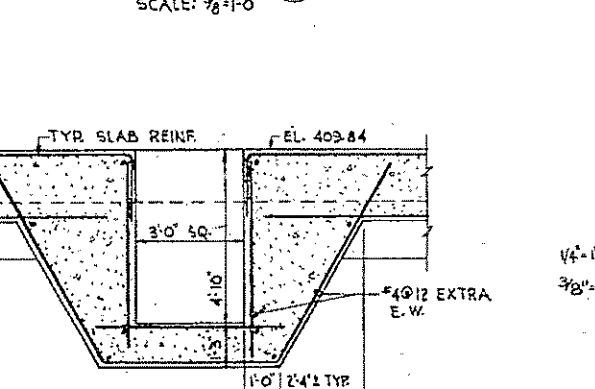 SCALE: 3/8"=1'-0
TYP. SLAB REINF.
EL. 409.84
3'-0" SQ.
4'-10"
1/4"=1
3/8"=
#4@12 EXTRA
E.W.
1'-0" 2'-4"± TYP.